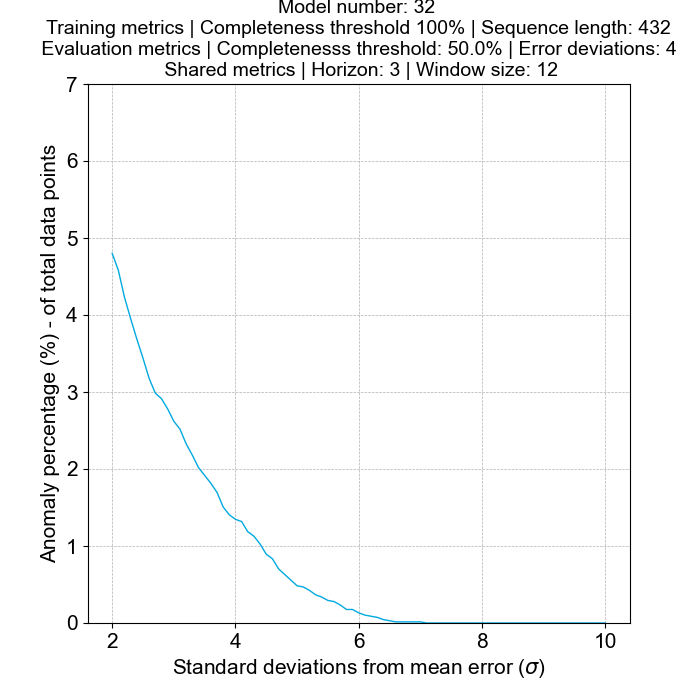 Model number: 32
Training metrics | Completeness threshold 100% | Sequence length: 432
Evaluation metrics | Completenesss threshold: 50.0% | Error deviations: 4
Shared metrics | Horizon: 3 | Window size: 12
7
6
5
4
3
2
1
0
Anomaly percentage (%) - of total data points
2 4 6 8 10
Standard deviations from mean error (σ)